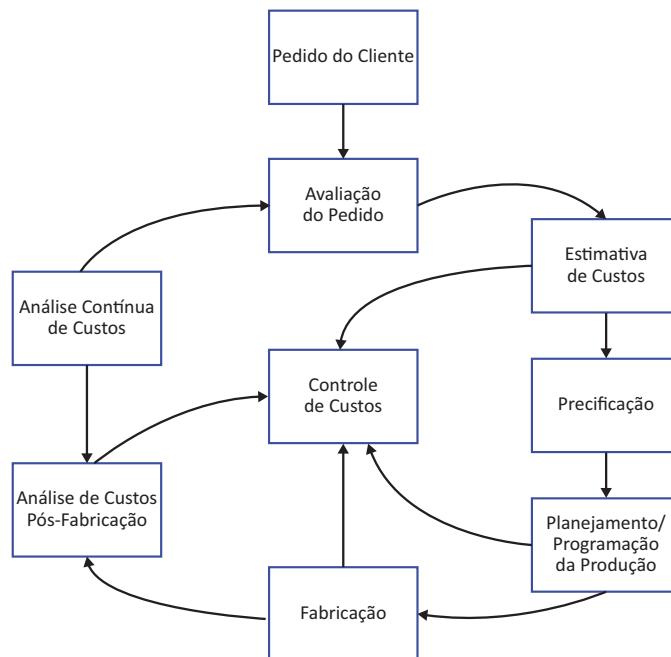 Pedido do Cliente
Avaliação
do Pedido
Estimativa
de Custos
Análise Contínua
de Custos
Controle
de Custos
Precificação
Análise de Custos
Pós-Fabricação
Planejamento/
Programação
da Produção
Fabricação